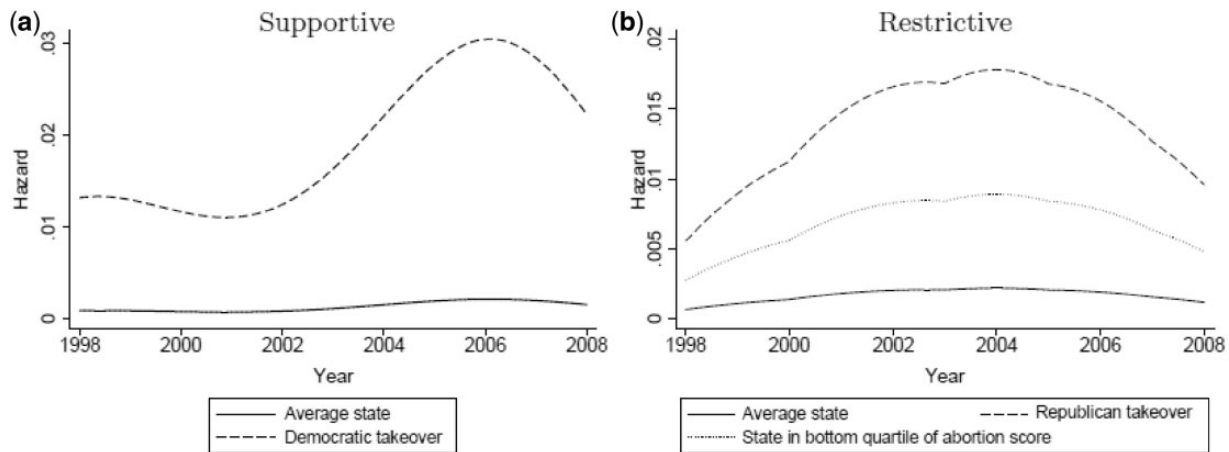 (a)
Supportive
.03
.02
.01
0
Hazard
1998 2000 2002 2004 2006 2008
Year
Average state
Democratic takeover
(b)
Restrictive
.02
.015
.01
.005
0
Hazard
1998 2000 2002 2004 2006 2008
Year
Average state Republican takeover
State in bottom quartile of abortion score